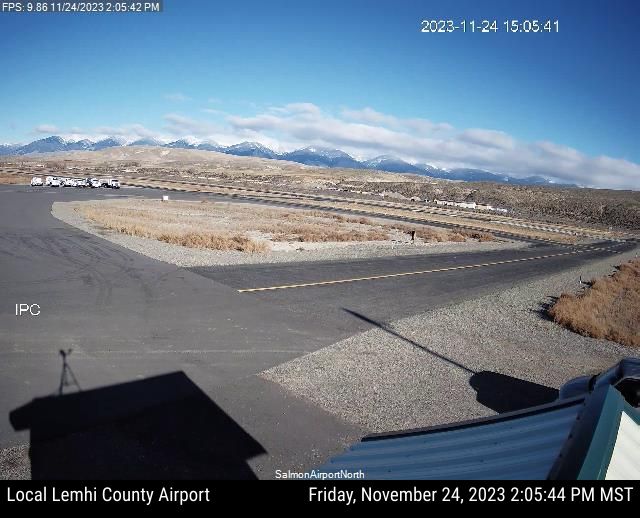 FPS: 9.86 11/24/2023 2:05:42 PM
2023-11-24 15:05:41
IPC
SalmonAirportNorth
Local Lemhi County Airport Friday, November 24, 2023 2:05:44 PM MST